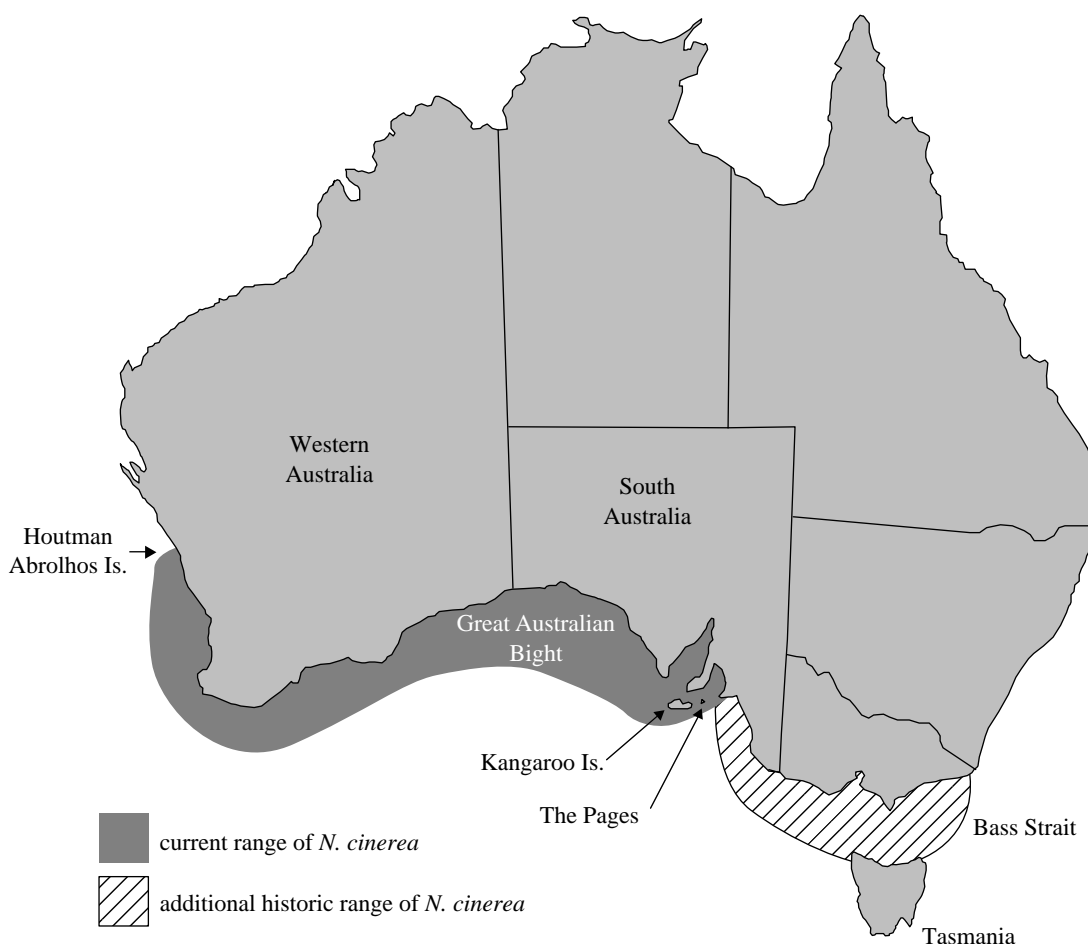 Western
Australia
South
Australia
Houtman
Abrolhos Is.
Great Australian
Bight
Kangaroo Is.
The Pages
Bass Strait
current range of N. cinerea
additional historic range of N. cinerea
Tasmania